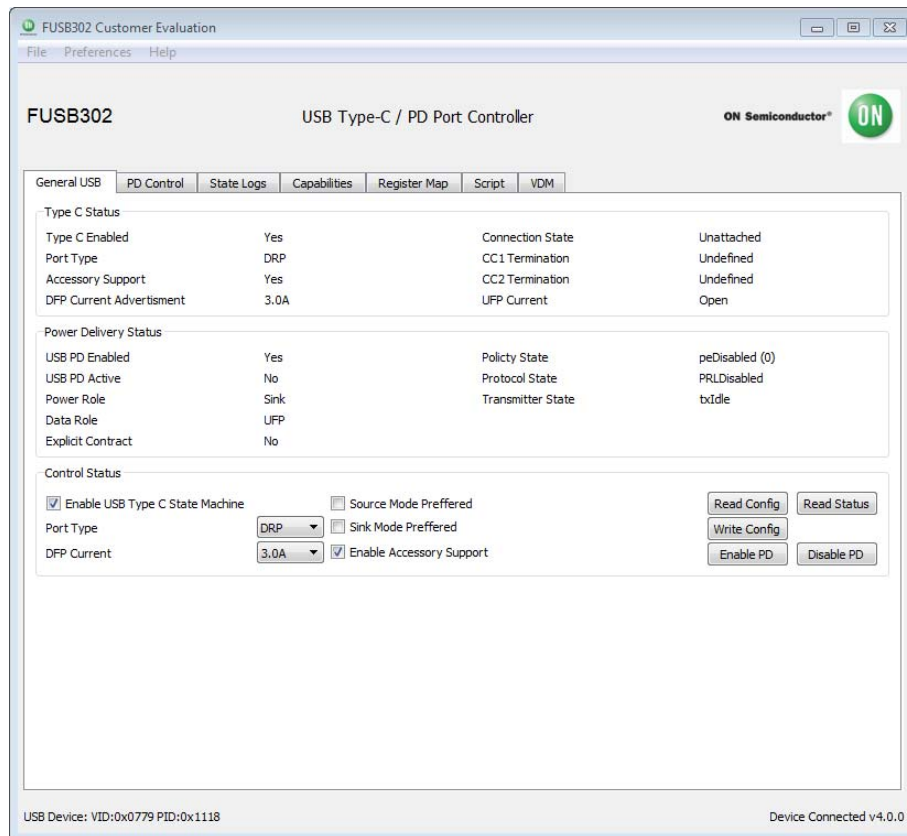 FUSB302 Customer Evaluation
File Preferences Help
FUSB302
USB Type-C / PD Port Controller
ON Semiconductor®
ON
General USB PD Control State Logs Capabilities Register Map Script VDM
Type C Status
Type C Enabled Yes Connection State Unattached
Port Type DRP CC1 Termination Undefined
Accessory Support Yes CC2 Termination Undefined
DFP Current Advertisment 3.0A UFP Current Open
Power Delivery Status
USB PD Enabled Yes Policty State peDisabled (0)
USB PD Active No Protocol State PRLDisabled
Power Role Sink Transmitter State txIdle
Data Role UFP
Explicit Contract No
Control Status
Enable USB Type C State Machine Source Mode Preffered Read Config Read Status
Port Type DRP Sink Mode Preffered Write Config
DFP Current 3.0A Enable Accessory Support Enable PD Disable PD
USB Device: VID:0x0779 PID:0x1118 Device Connected v4.0.0